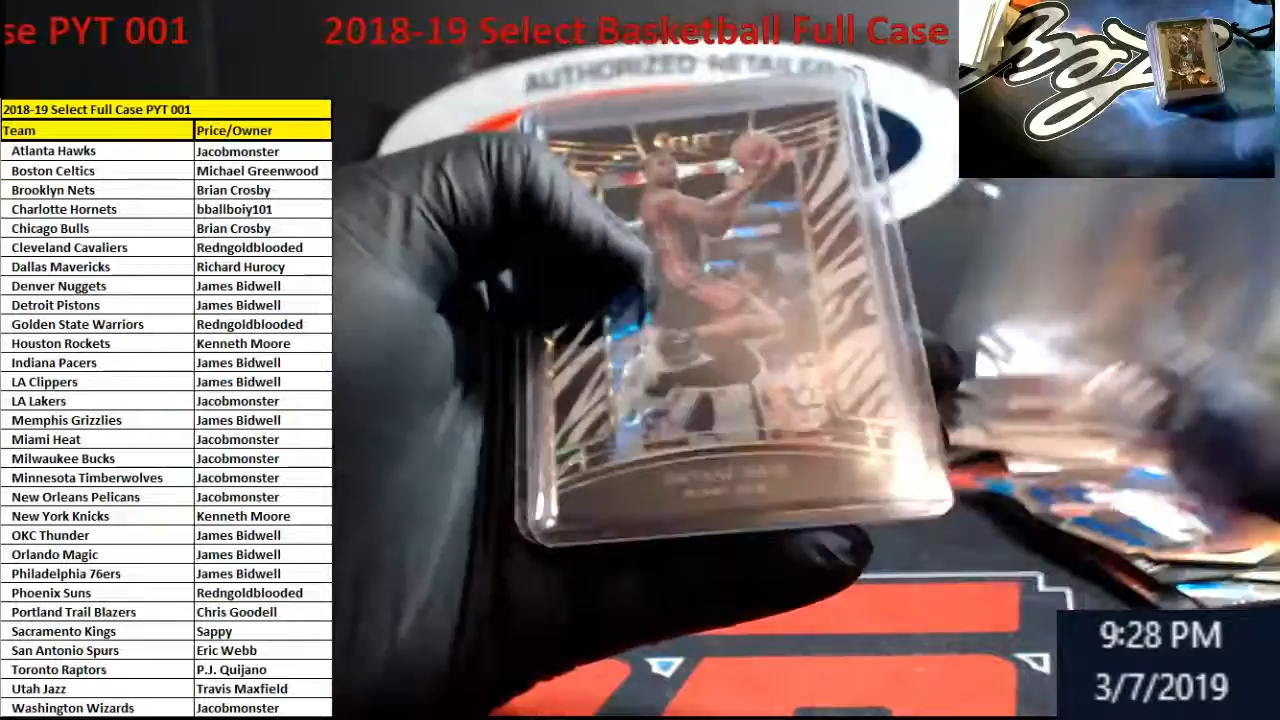 se PYT 001 2018-19 Select Basketball Full Case
AUTHORIZED RETAILER
2018-19 Select Full Case PYT 001
Team Price/Owner
Atlanta Hawks Jacobmonster
Boston Celtics Michael Greenwood
Brooklyn Nets Brian Crosby
Charlotte Hornets bballboiy101
Chicago Bulls Brian Crosby
Cleveland Cavaliers Redngoldblooded
Dallas Mavericks Richard Hurocy
Denver Nuggets James Bidwell
Detroit Pistons James Bidwell
Golden State Warriors Redngoldblooded
Houston Rockets Kenneth Moore
Indiana Pacers James Bidwell
LA Clippers James Bidwell
LA Lakers Jacobmonster
Memphis Grizzlies James Bidwell
Miami Heat Jacobmonster
Milwaukee Bucks Jacobmonster
Minnesota Timberwolves Jacobmonster
New Orleans Pelicans Jacobmonster
New York Knicks Kenneth Moore
OKC Thunder James Bidwell
Orlando Magic James Bidwell
Philadelphia 76ers James Bidwell
Phoenix Suns Redngoldblooded
Portland Trail Blazers Chris Goodell
Sacramento Kings Sappy
San Antonio Spurs Eric Webb
Toronto Raptors P.J. Quijano
Utah Jazz Travis Maxfield
Washington Wizards Jacobmonster
SELECT
9:28 PM
3/7/2019